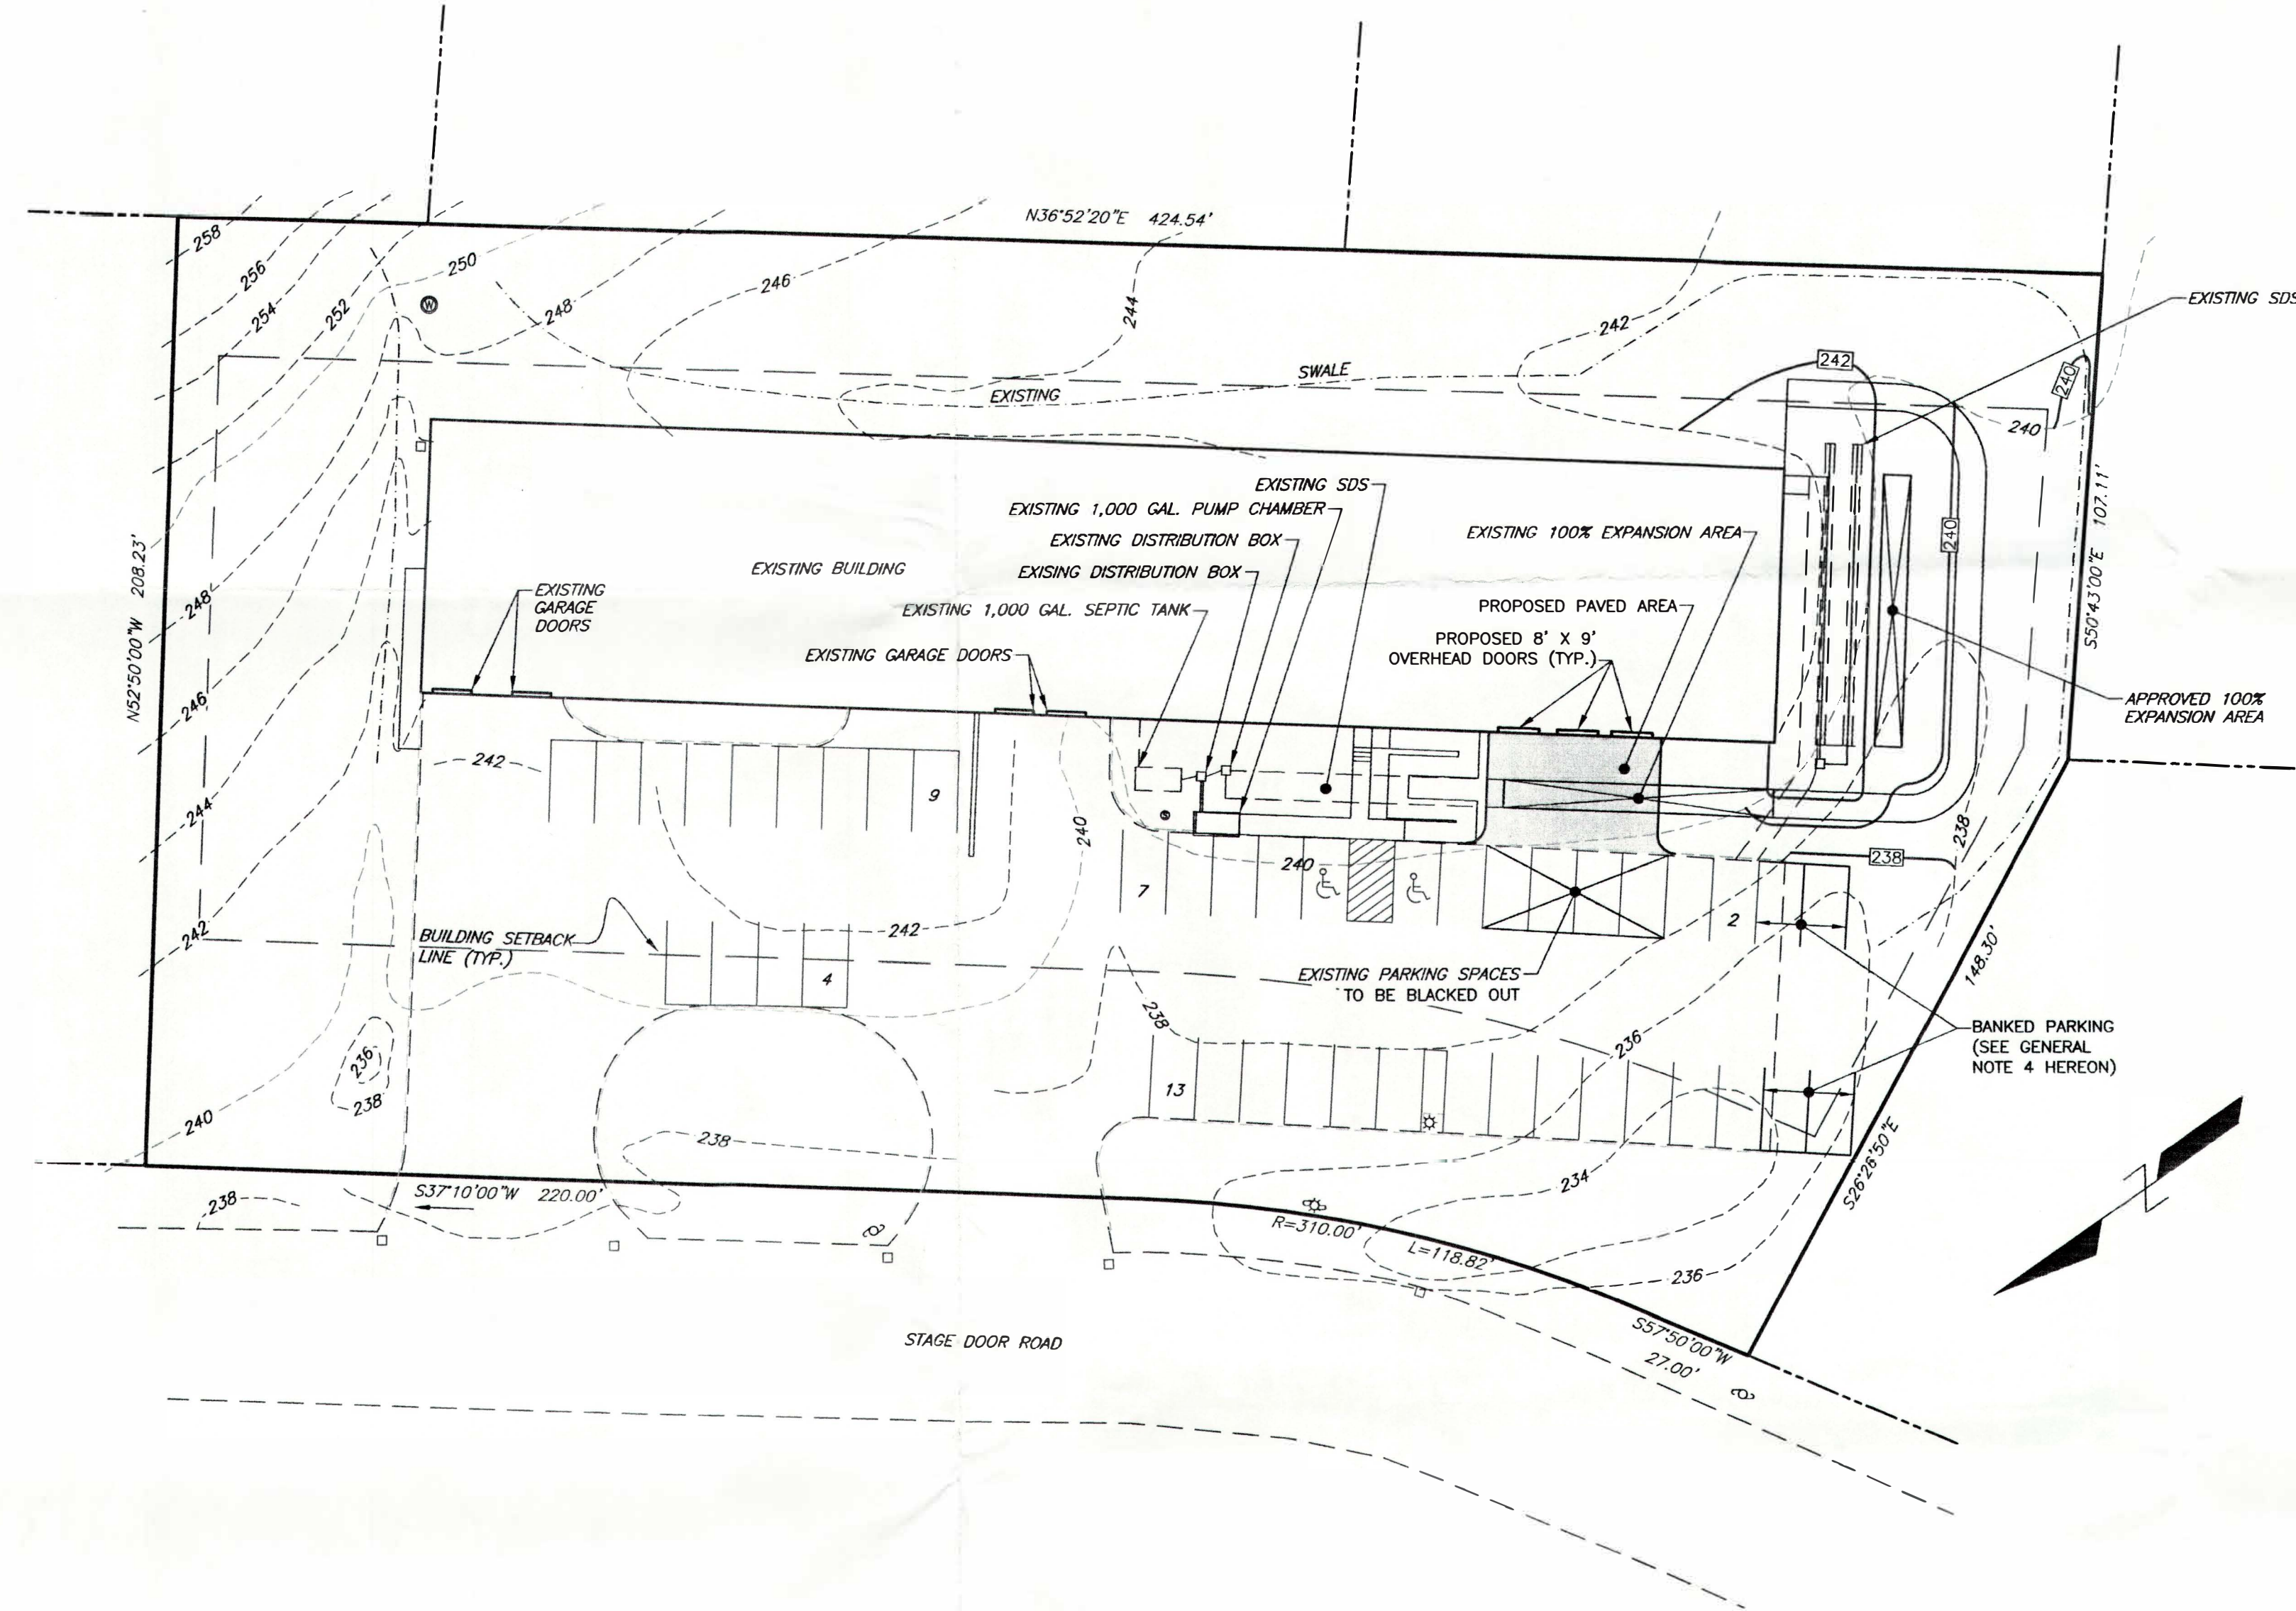 N36°52'20"E 424.54'
258
256
254
252
250
248
246
244
242
W
SWALE
EXISTING
242
240
240
EXISTING SDS
EXISTING SDS
EXISTING 1,000 GAL. PUMP CHAMBER
EXISTING DISTRIBUTION BOX
EXISING DISTRIBUTION BOX
EXISTING 1,000 GAL. SEPTIC TANK
EXISTING 100% EXPANSION AREA
PROPOSED PAVED AREA
PROPOSED 8' X 9'
OVERHEAD DOORS (TYP.)
240
S50°43'00"E 107.11'
EXISTING BUILDING
EXISTING
GARAGE
DOORS
EXISTING GARAGE DOORS
N52°50'00"W 208.23'
248
246
244
242
APPROVED 100%
EXPANSION AREA
242
9
240
S
7
240
238
238
2
BUILDING SETBACK
LINE (TYP.)
242
4
EXISTING PARKING SPACES
TO BE BLACKED OUT
148.30'
238
236
BANKED PARKING
(SEE GENERAL
NOTE 4 HEREON)
236
238
240
13
238
234
S26°26'50"E
S37°10'00"W 220.00'
238
R=310.00'
L=118.82'
236
S57°50'00"W
27.00'
STAGE DOOR ROAD